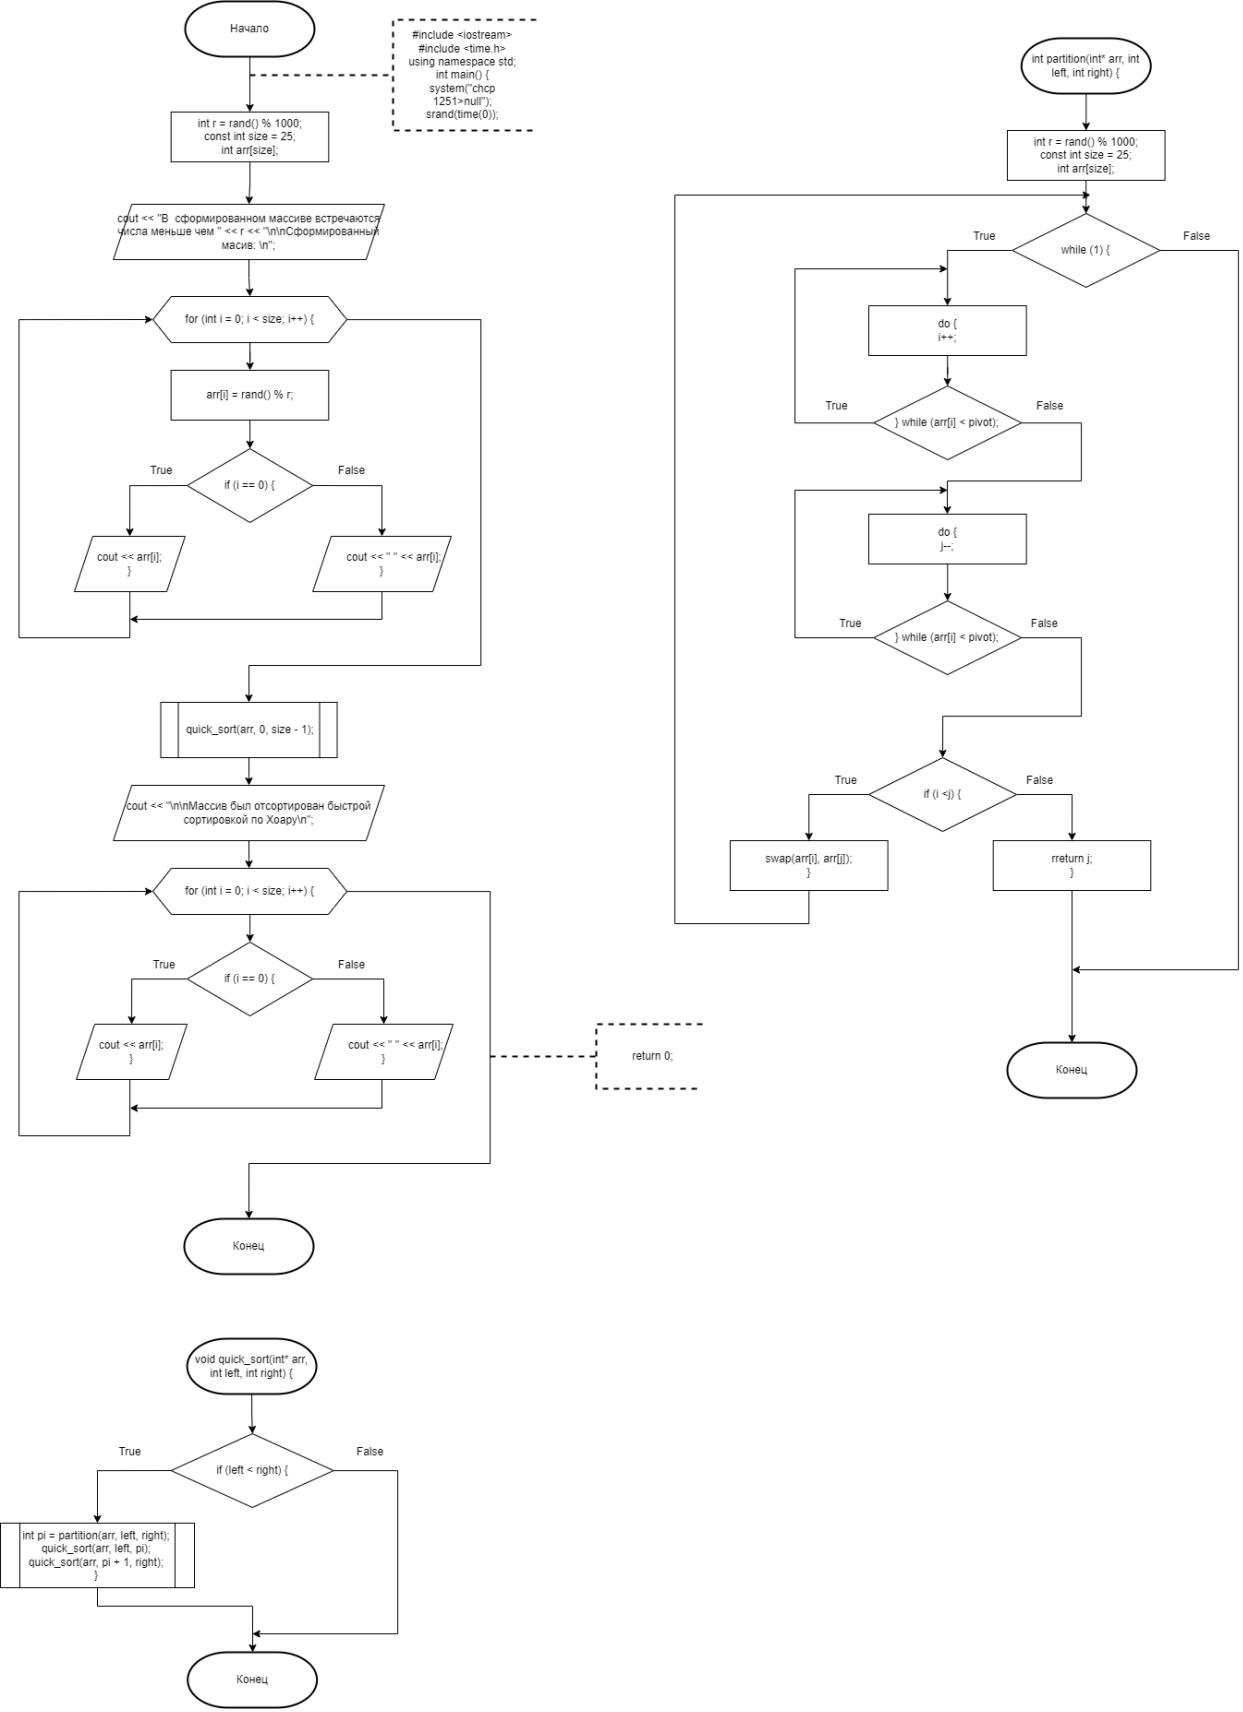 Начало
#include <iostream>
#include <time.h>
using namespace std;
int main() {
system("chcp
1251>null");
srand(time(0));
int r = rand() % 1000;
const int size = 25;
int arr[size];
cout << "В  сформированном массиве встречаются
числа меньше чем " << r << "\n\nСформированный
масив: \n";
for (int i = 0; i < size; i++) {
arr[i] = rand() % r;
if (i == 0) {
True
False
cout << arr[i];
}
cout << " " << arr[i];
}
quick_sort(arr, 0, size - 1);
cout << "\n\nМассив был отсортирован быстрой
сортировкой по Хоару\n";
for (int i = 0; i < size; i++) {
if (i == 0) {
True
False
cout << arr[i];
}
cout << " " << arr[i];
}
return 0;
Конец
void quick_sort(int* arr,
int left, int right) {
if (left < right) {
True
False
int pi = partition(arr, left, right);
quick_sort(arr, left, pi);
quick_sort(arr, pi + 1, right);
}
Конец
int partition(int* arr, int
left, int right) {
int r = rand() % 1000;
const int size = 25;
int arr[size];
while (1) {
True
False
do {
i++;
} while (arr[i] < pivot);
True
False
do {
j--;
} while (arr[i] < pivot);
True
False
if (i <j) {
True
False
swap(arr[i], arr[j]);
}
rreturn j;
}
Конец